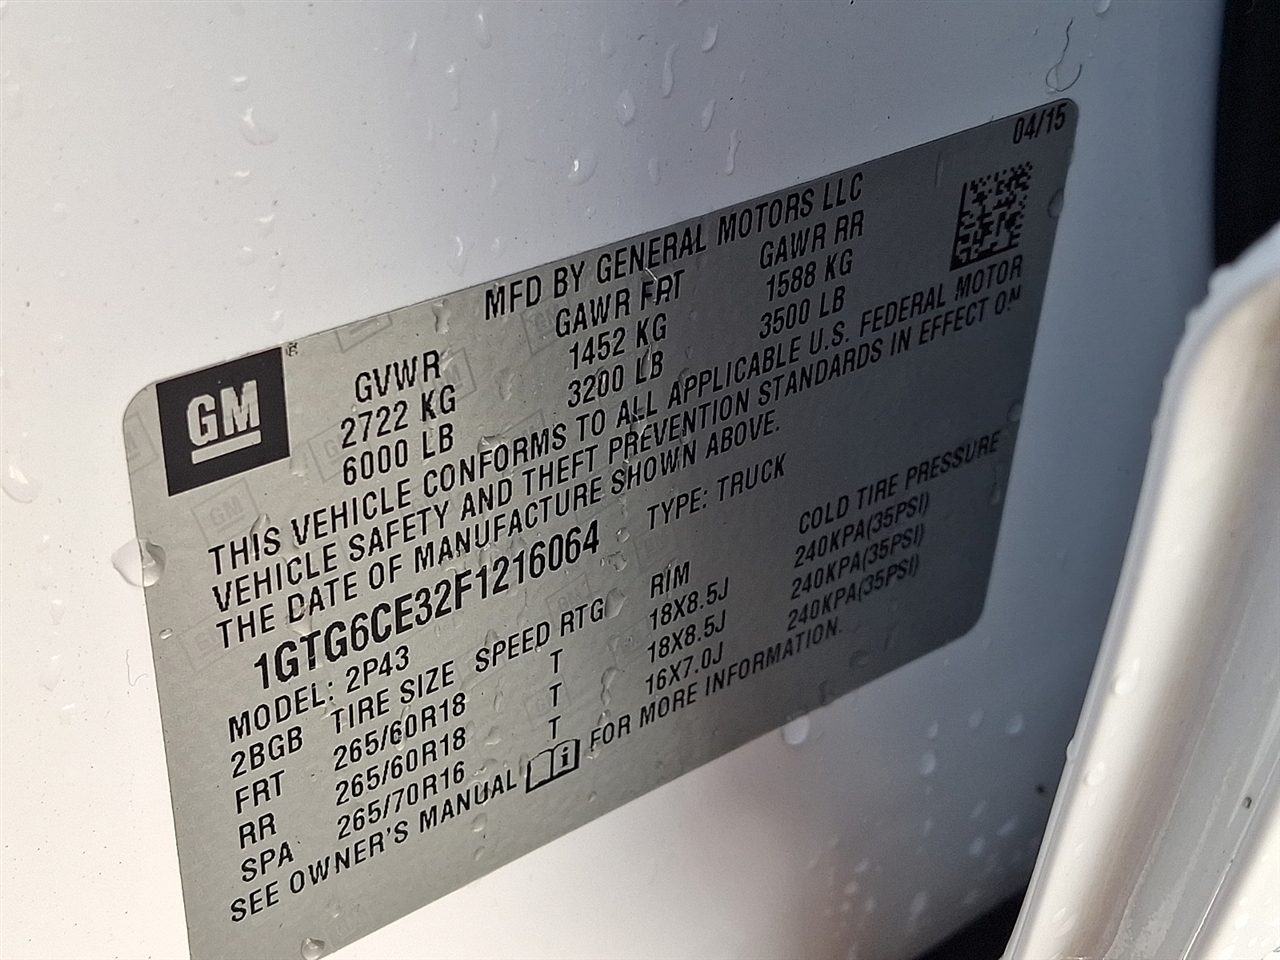 04/15
MFD BY GENERAL MOTORS LLC
GM
GVWR GAWR FRT GAWR RR
2722 KG 1452 KG 1588 KG
6000 LB 3200 LB 3500 LB
THIS VEHICLE CONFORMS TO ALL APPLICABLE U.S. FEDERAL MOTOR
VEHICLE SAFETY AND THEFT PREVENTION STANDARDS IN EFFECT ON
THE DATE OF MANUFACTURE SHOWN ABOVE.
1GTG6CE32F1216064 TYPE: TRUCK
MODEL: 2P43
2BGB TIRE SIZE SPEED RTG RIM COLD TIRE PRESSURE
FRT 265/60R18 T 18X8.5J 240KPA(35PSI)
RR 265/60R18 T 18X8.5J 240KPA(35PSI)
SPA 265/70R16 T 16X7.0J 240KPA(35PSI)
SEE OWNER'S MANUAL FOR MORE INFORMATION.